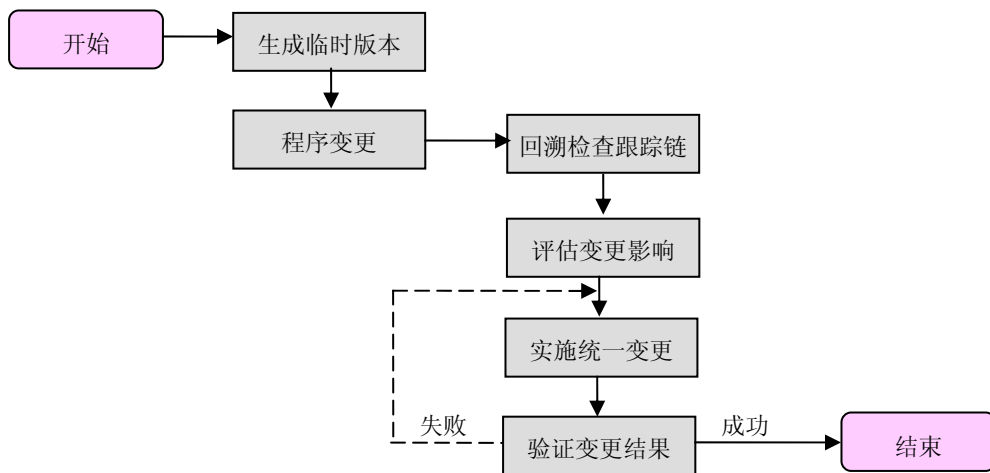 开始
生成临时版本
程序变更
回溯检查跟踪链
评估变更影响
实施统一变更
失败
验证变更结果
成功
结束